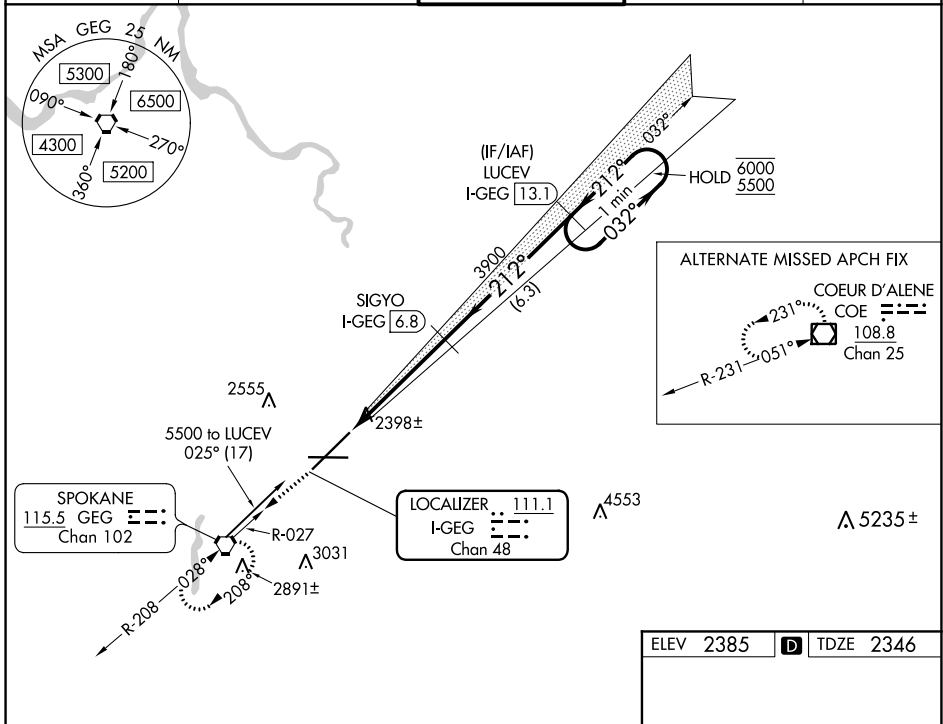 MSA GEG 25 NM
5300
180°
090°
6500
4300
270°
5200
360°
(IF/IAF)
LUCEV
I-GEG 13.1
212°
032°
1 min
032°
HOLD 6000
5500
3900
212°
(6.3)
SIGYO
I-GEG 6.8
ALTERNATE MISSED APCH FIX
COEUR D'ALENE
COE
108.8
Chan 25
231°
051°
R-231
2555
2398±
5500 to LUCEV
025° (17)
SPOKANE
115.5 GEG
Chan 102
R-027
LOCALIZER 111.1
I-GEG
Chan 48
4553
5235±
3031
2891±
028°
208°
R-208
ELEV 2385 D TDZE 2346